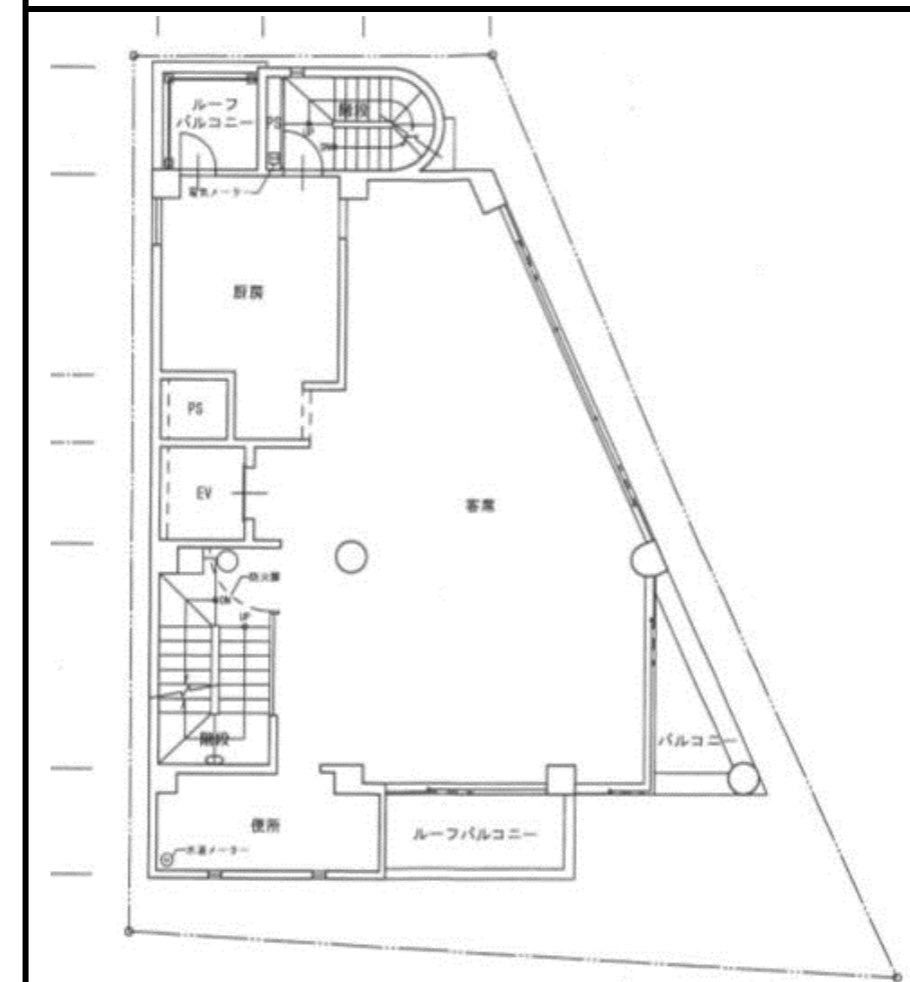 ルーフ
バルコニー
PS
階段
UP
DN
電気メーター
厨房
PS
EV
客席
防火扉
DN
UP
階段
バルコニー
便所
ルーフバルコニー
水道メーター